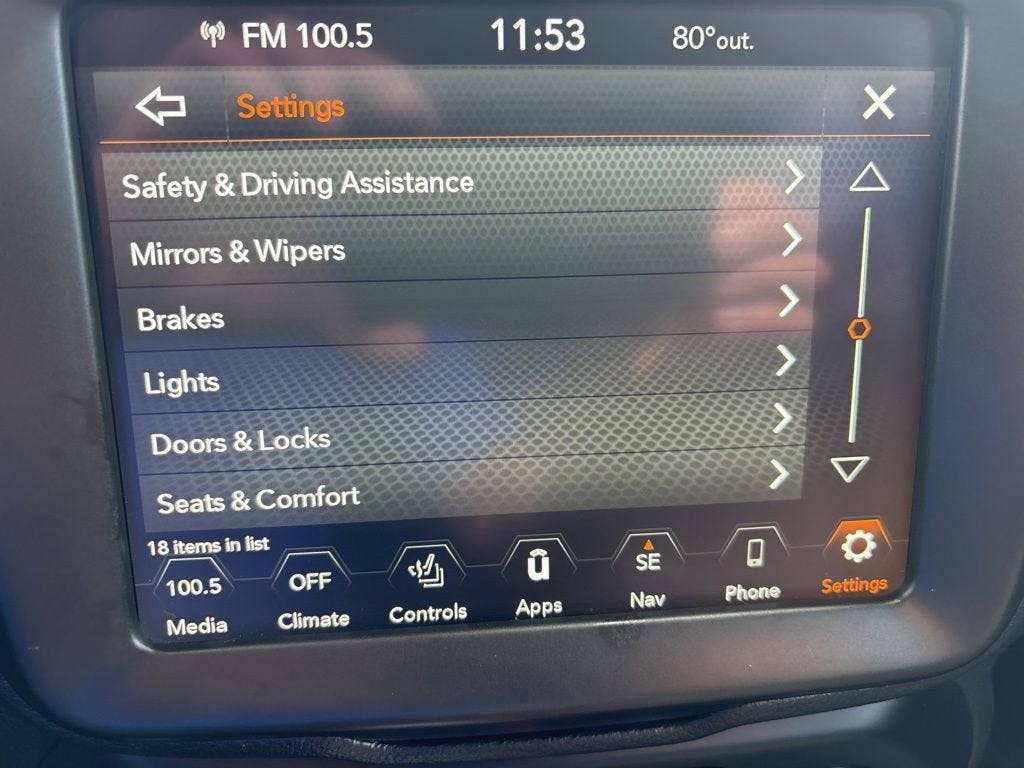 FM 100.5 11:53 80°out.
Settings
Safety & Driving Assistance
Mirrors & Wipers
Brakes
Lights
Doors & Locks
Seats & Comfort
18 items in list
100.5 OFF u SE
Media Climate Controls Apps Nav Phone Settings